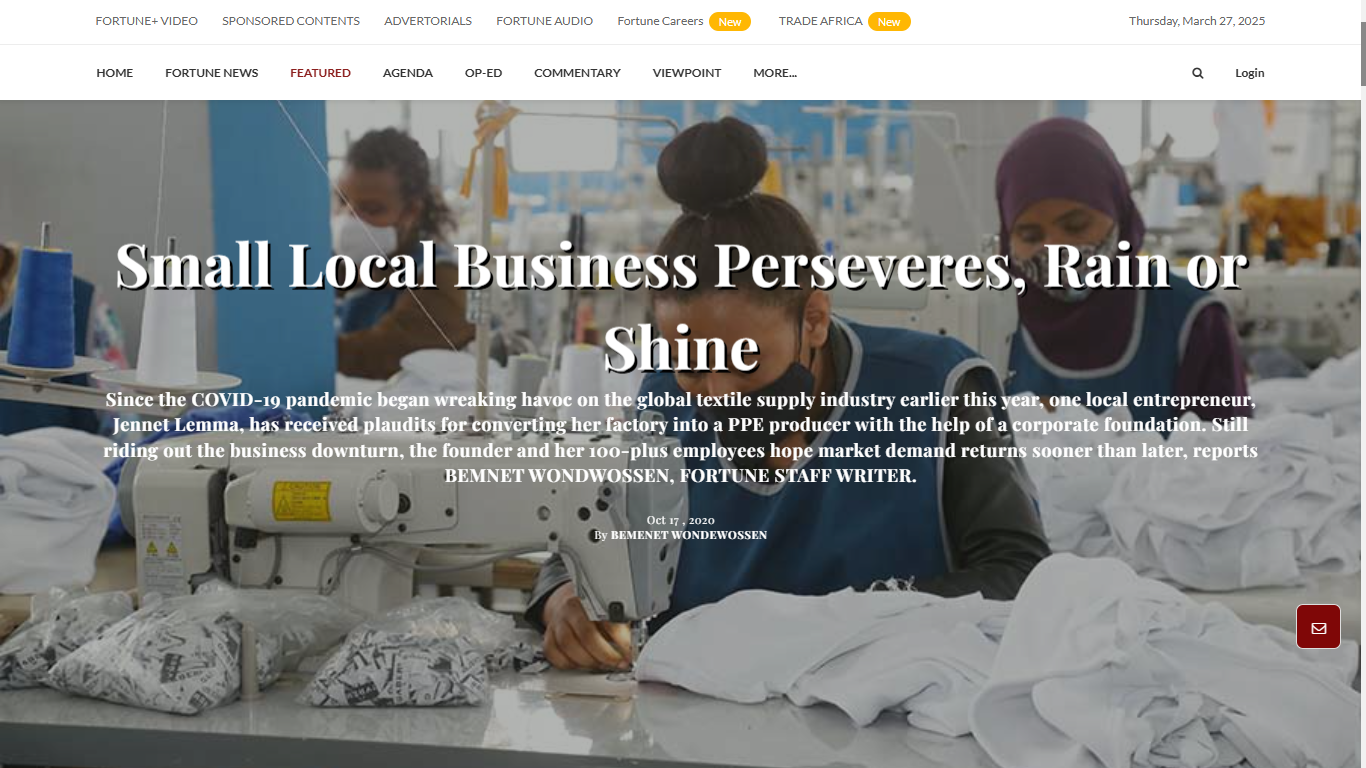 FORTUNE+ VIDEO SPONSORED CONTENTS ADVERTORIALS FORTUNE AUDIO Fortune Careers New TRADE AFRICA New Thursday, March 27, 2025
HOME FORTUNE NEWS FEATURED AGENDA OP-ED COMMENTARY VIEWPOINT MORE... Login
Small Local Business Perseveres, Rain or
Shine
Since the COVID-19 pandemic began wreaking havoc on the global textile supply industry earlier this year, one local entrepreneur,
Jennet Lemma, has received plaudits for converting her factory into a PPE producer with the help of a corporate foundation. Still
riding out the business downturn, the founder and her 100-plus employees hope market demand returns sooner than later, reports
BEMNET WONDWOSSEN, FORTUNE STAFF WRITER.
Oct 17 , 2020
By BEMENET WONDEWOSSEN
CAUTION